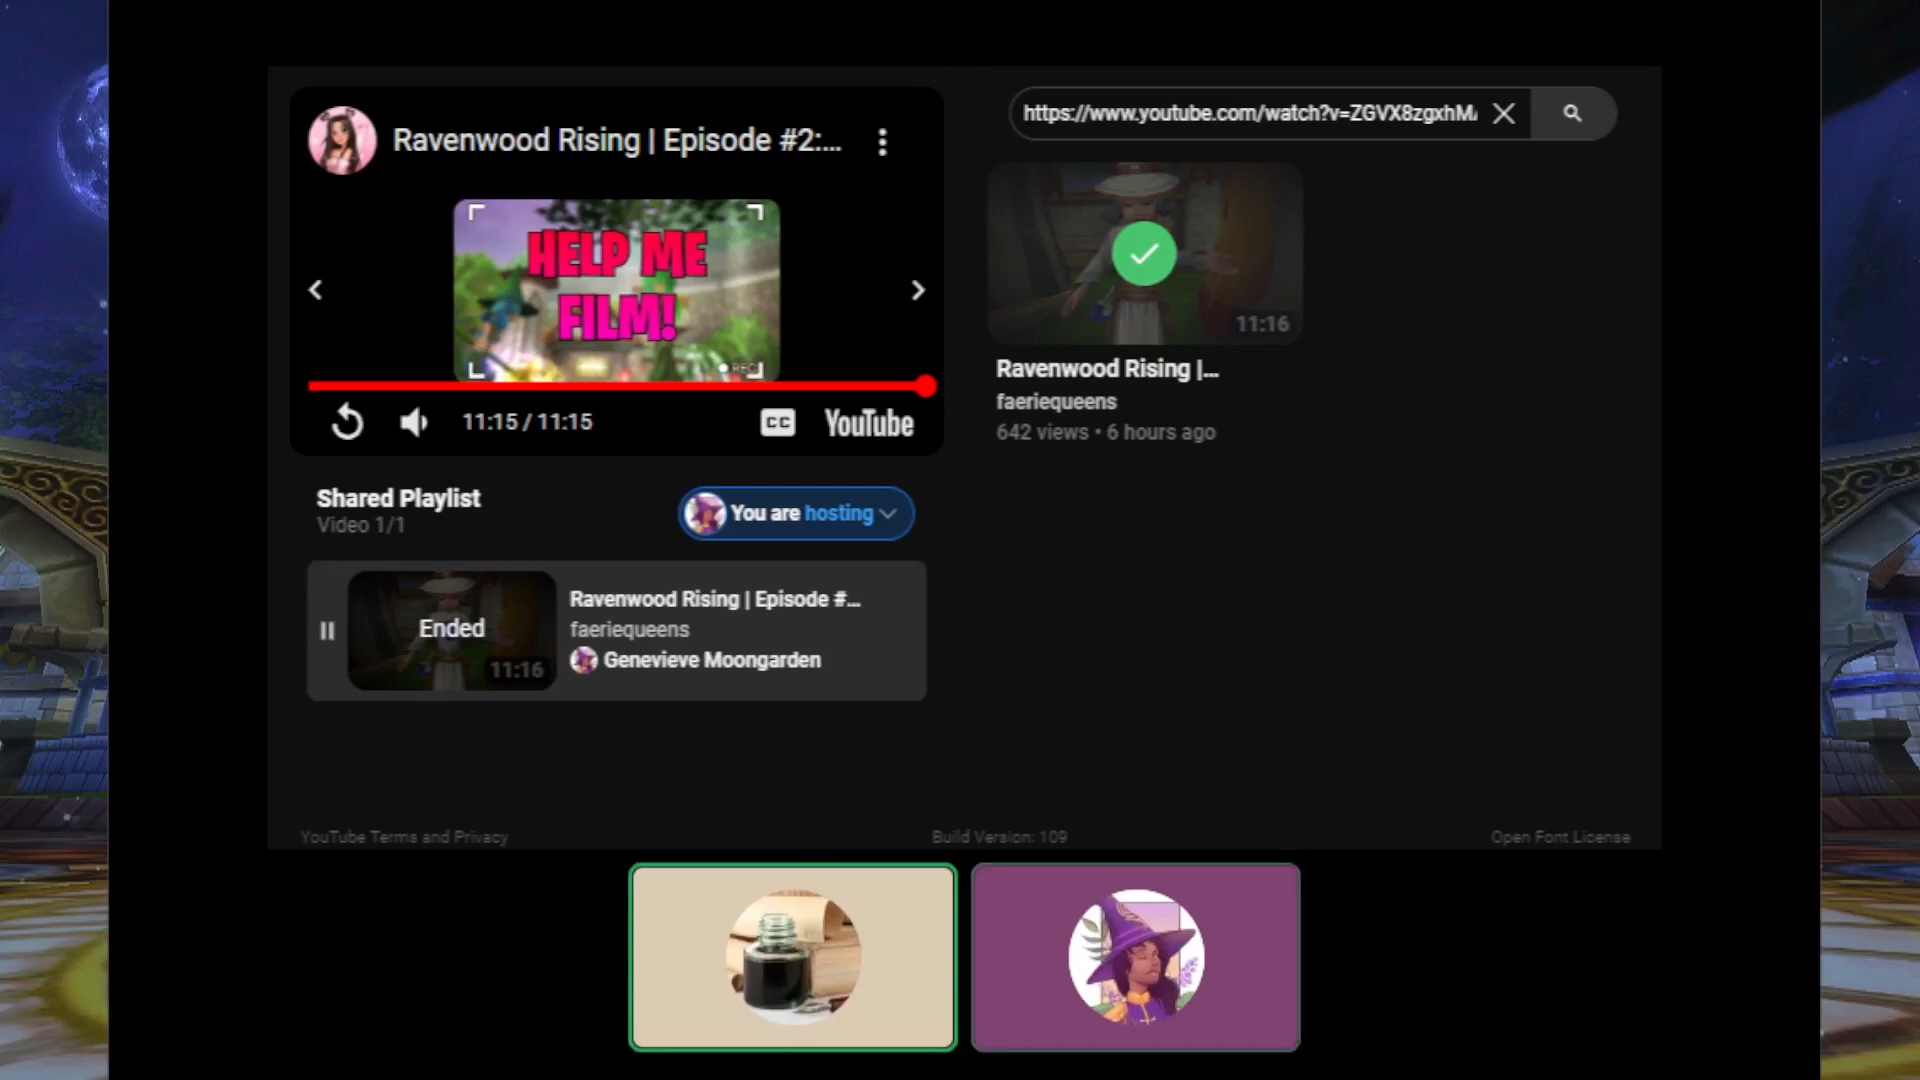 Ravenwood Rising | Episode #2:...
HELP ME
FILM!
REC
11:15 / 11:15
CC
YouTube
Shared Playlist
Video 1/1
You are hosting
Ended
11:16
Ravenwood Rising | Episode #...
faeriequeens
Genevieve Moongarden
https://www.youtube.com/watch?v=ZGVX8zgxhM
11:16
Ravenwood Rising |...
faeriequeens
642 views • 6 hours ago
YouTube Terms and Privacy
Build Version: 109
Open Font License